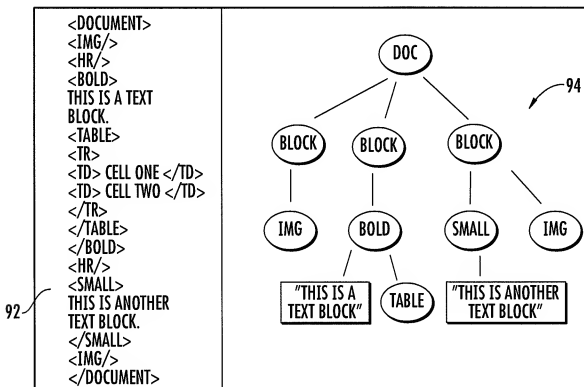 <DOCUMENT>
<IMG/>
<HR/>
<BOLD>
THIS IS A TEXT
BLOCK.
<TABLE>
<TR>
<TD> CELL ONE </TD>
<TD> CELL TWO </TD>
</TR>
</TABLE>
</BOLD>
<HR/>
<SMALL>
THIS IS ANOTHER
TEXT BLOCK.
</SMALL>
<IMG/>
</DOCUMENT>
92
DOC
94
BLOCK BLOCK BLOCK
IMG BOLD SMALL IMG
"THIS IS A
TEXT BLOCK"
TABLE
"THIS IS ANOTHER
TEXT BLOCK"